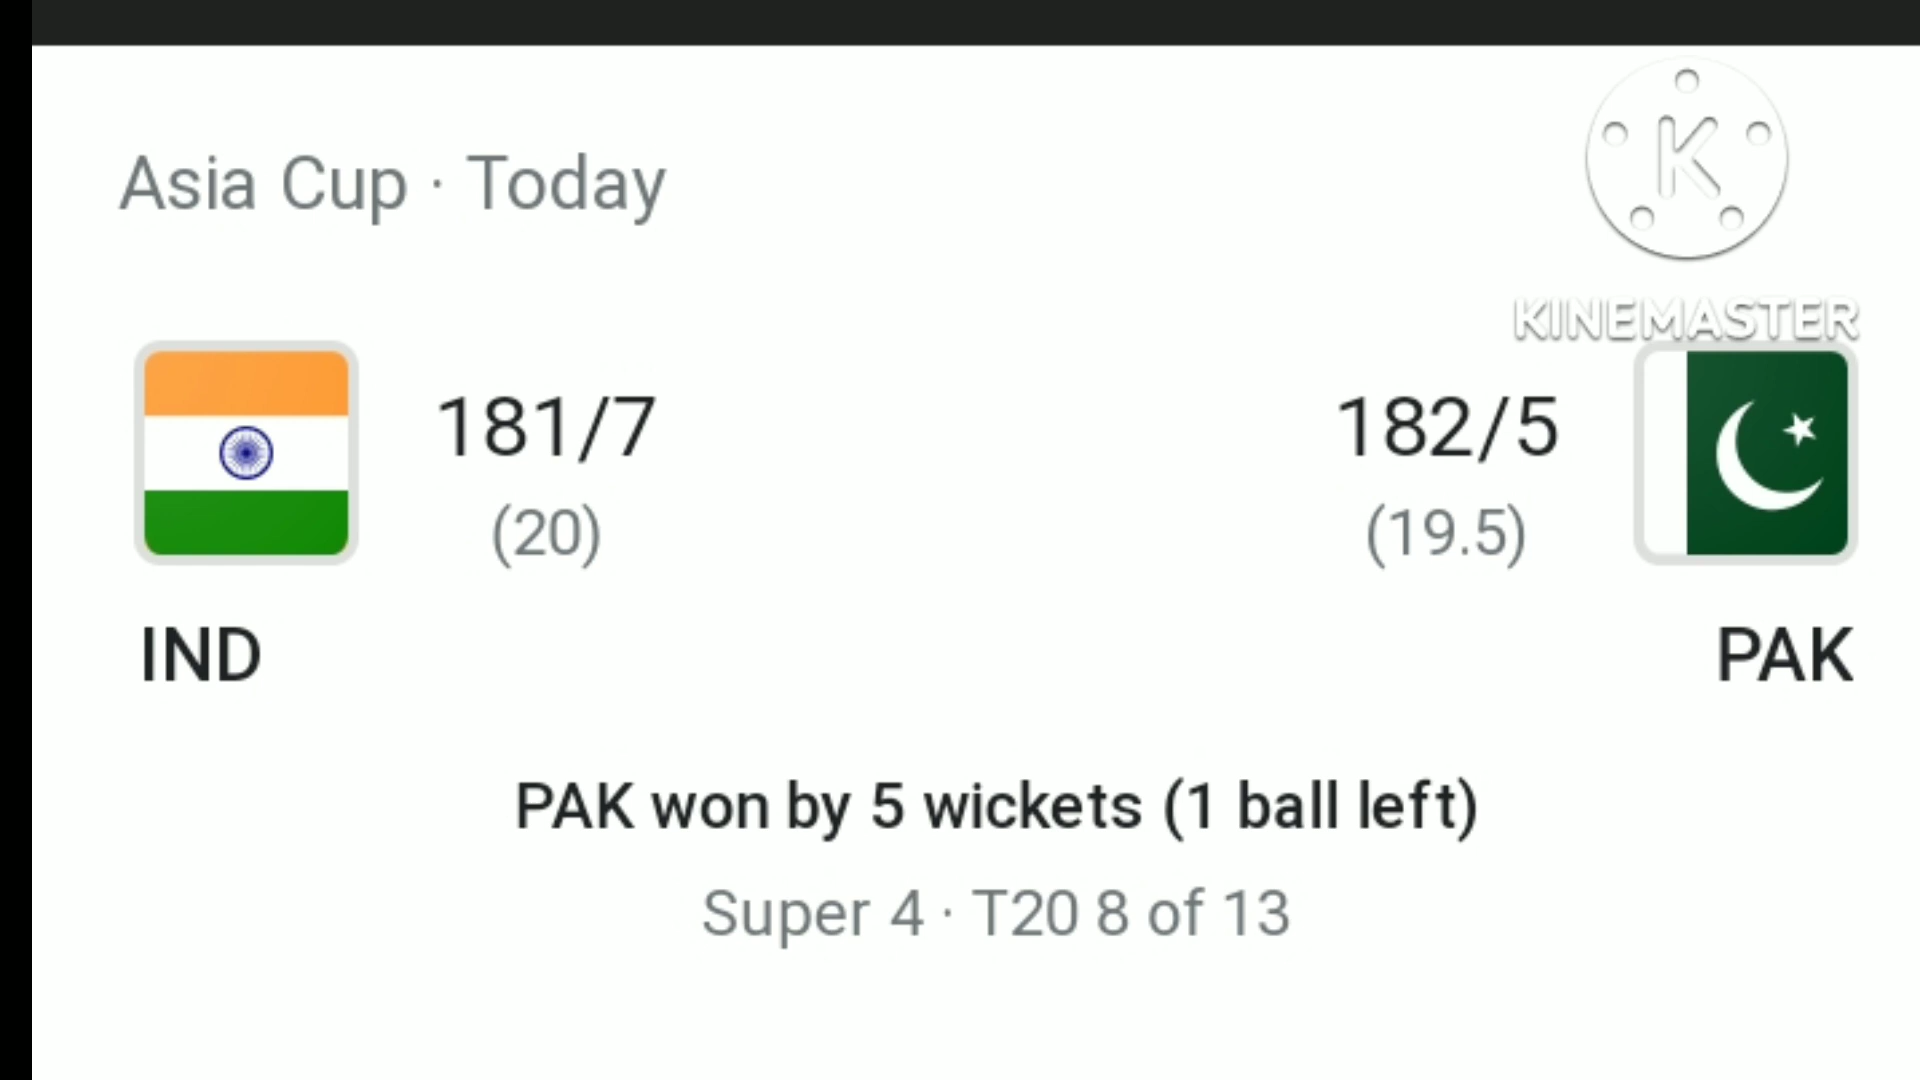 Asia Cup · Today
K
KINEMASTER
181/7
182/5
(20)
(19.5)
IND
PAK
PAK won by 5 wickets (1 ball left)
Super 4 · T20 8 of 13